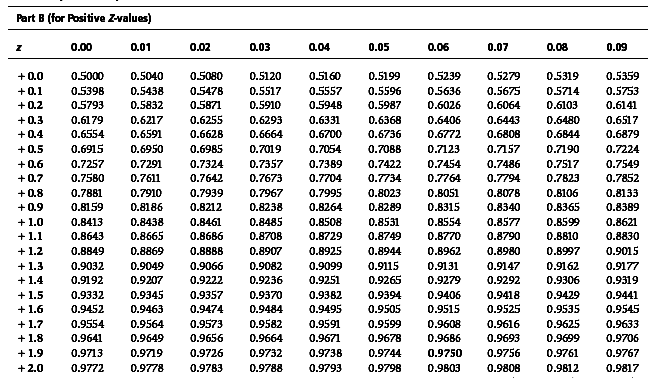 Part B (for Positive Z-values)
z 0.00 0.01 0.02 0.03 0.04 0.05 0.06 0.07 0.08 0.09
+ 0.0 0.5000 0.5040 0.5080 0.5120 0.5160 0.5199 0.5239 0.5279 0.5319 0.5359
+ 0.1 0.5398 0.5438 0.5478 0.5517 0.5557 0.5596 0.5636 0.5675 0.5714 0.5753
+ 0.2 0.5793 0.5832 0.5871 0.5910 0.5948 0.5987 0.6026 0.6064 0.6103 0.6141
+ 0.3 0.6179 0.6217 0.6255 0.6293 0.6331 0.6368 0.6406 0.6443 0.6480 0.6517
+ 0.4 0.6554 0.6591 0.6628 0.6664 0.6700 0.6736 0.6772 0.6808 0.6844 0.6879
+ 0.5 0.6915 0.6950 0.6985 0.7019 0.7054 0.7088 0.7123 0.7157 0.7190 0.7224
+ 0.6 0.7257 0.7291 0.7324 0.7357 0.7389 0.7422 0.7454 0.7486 0.7517 0.7549
+ 0.7 0.7580 0.7611 0.7642 0.7673 0.7704 0.7734 0.7764 0.7794 0.7823 0.7852
+ 0.8 0.7881 0.7910 0.7939 0.7967 0.7995 0.8023 0.8051 0.8078 0.8106 0.8133
+ 0.9 0.8159 0.8186 0.8212 0.8238 0.8264 0.8289 0.8315 0.8340 0.8365 0.8389
+ 1.0 0.8413 0.8438 0.8461 0.8485 0.8508 0.8531 0.8554 0.8577 0.8599 0.8621
+ 1.1 0.8643 0.8665 0.8686 0.8708 0.8729 0.8749 0.8770 0.8790 0.8810 0.8830
+ 1.2 0.8849 0.8869 0.8888 0.8907 0.8925 0.8944 0.8962 0.8980 0.8997 0.9015
+ 1.3 0.9032 0.9049 0.9066 0.9082 0.9099 0.9115 0.9131 0.9147 0.9162 0.9177
+ 1.4 0.9192 0.9207 0.9222 0.9236 0.9251 0.9265 0.9279 0.9292 0.9306 0.9319
+ 1.5 0.9332 0.9345 0.9357 0.9370 0.9382 0.9394 0.9406 0.9418 0.9429 0.9441
+ 1.6 0.9452 0.9463 0.9474 0.9484 0.9495 0.9505 0.9515 0.9525 0.9535 0.9545
+ 1.7 0.9554 0.9564 0.9573 0.9582 0.9591 0.9599 0.9608 0.9616 0.9625 0.9633
+ 1.8 0.9641 0.9649 0.9656 0.9664 0.9671 0.9678 0.9686 0.9693 0.9699 0.9706
+ 1.9 0.9713 0.9719 0.9726 0.9732 0.9738 0.9744 0.9750 0.9756 0.9761 0.9767
+ 2.0 0.9772 0.9778 0.9783 0.9788 0.9793 0.9798 0.9803 0.9808 0.9812 0.9817